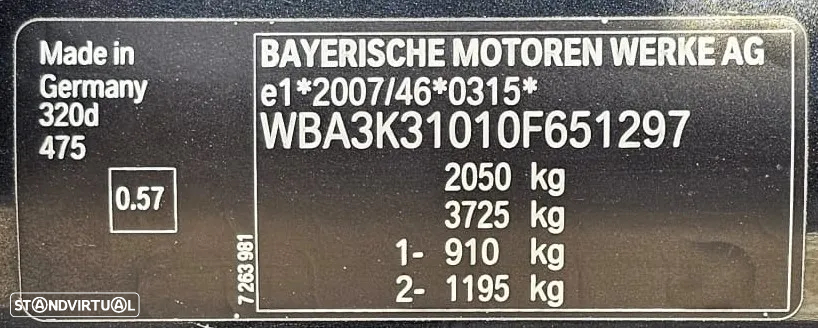 Made in
Germany
320d
475
0.57
7 263 981
BAYERISCHE MOTOREN WERKE AG
e1*2007/46*0315*
WBA3K31010F651297
2050 kg
3725 kg
1- 910 kg
2- 1195 kg
STANDVIRTUAL